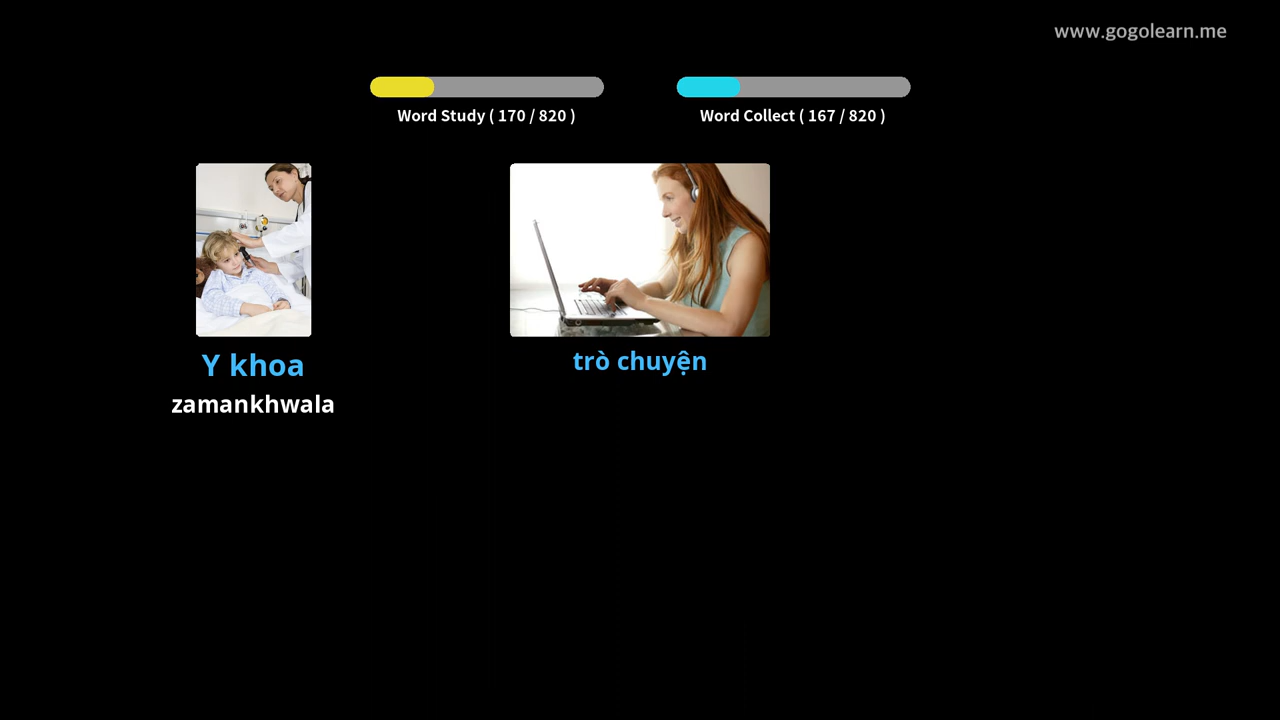 www.gogolearn.me
Word Study ( 170 / 820 )
Word Collect ( 167 / 820 )
Y khoa
zamankhwala
trò chuyện